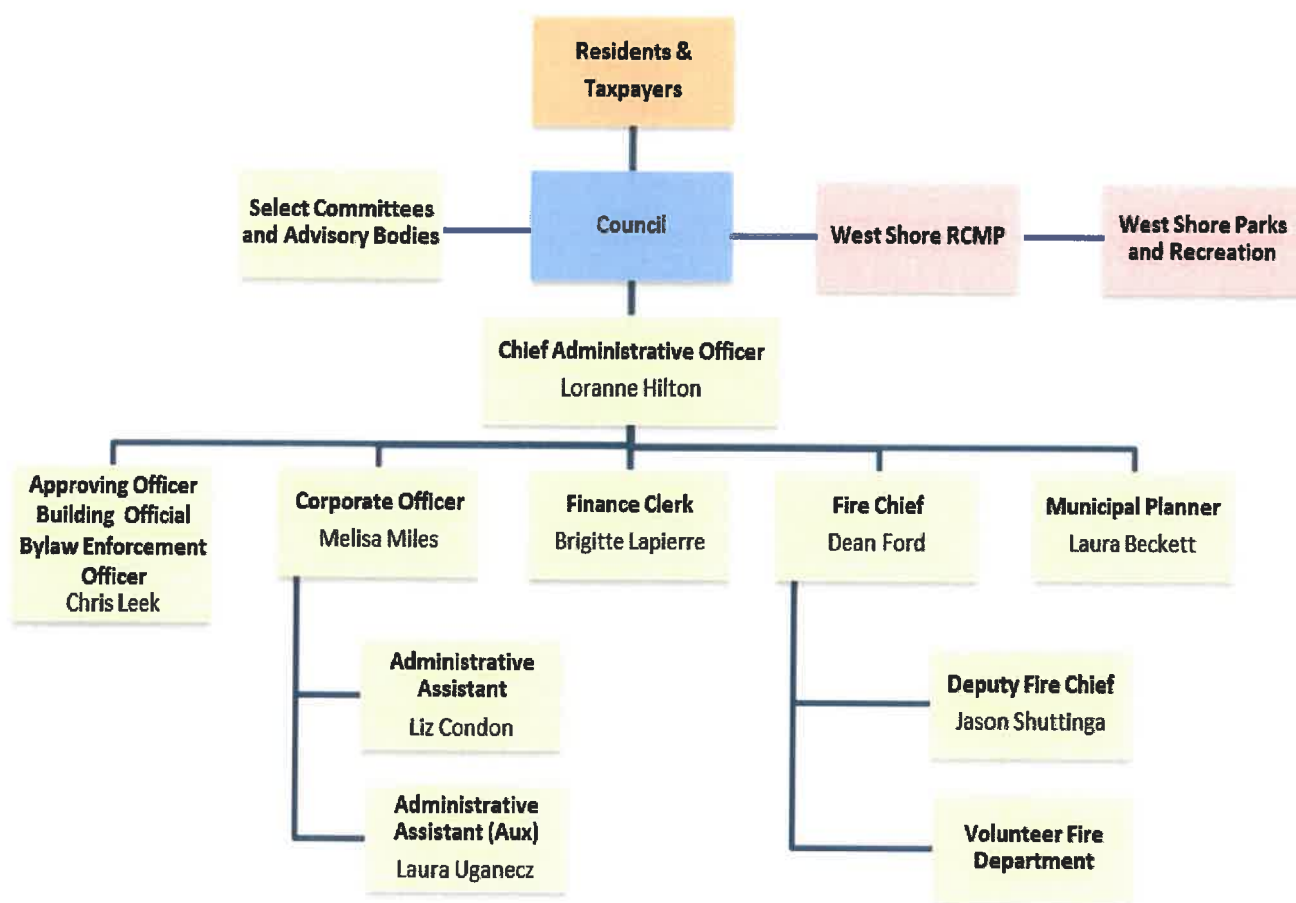 Residents &
Taxpayers
Select Committees
and Advisory Bodies
Council
West Shore RCMP
West Shore Parks
and Recreation
Chief Administrative Officer
Loranne Hilton
Approving Officer
Building Official
Bylaw Enforcement
Officer
Chris Leek
Corporate Officer
Melisa Miles
Finance Clerk
Brigitte Lapierre
Fire Chief
Dean Ford
Municipal Planner
Laura Beckett
Administrative
Assistant
Liz Condon
Administrative
Assistant (Aux)
Laura Uganecz
Deputy Fire Chief
Jason Shuttinga
Volunteer Fire
Department